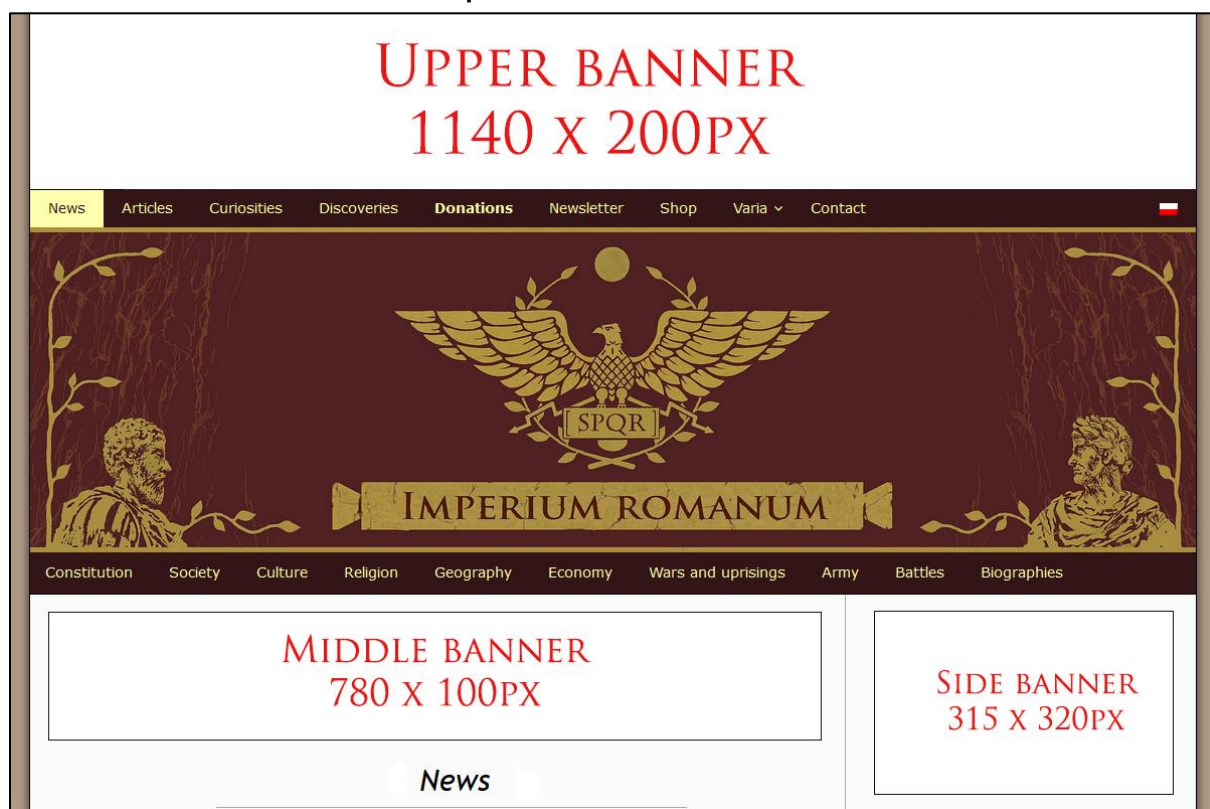 UPPER BANNER
1140 X 200PX
News Articles Curiosities Discoveries Donations Newsletter Shop Varia Contact
SPQR
IMPERIUM ROMANUM
Constitution Society Culture Religion Geography Economy Wars and uprisings Army Battles Biographies
MIDDLE BANNER
780 X 100PX
SIDE BANNER
315 X 320PX
News